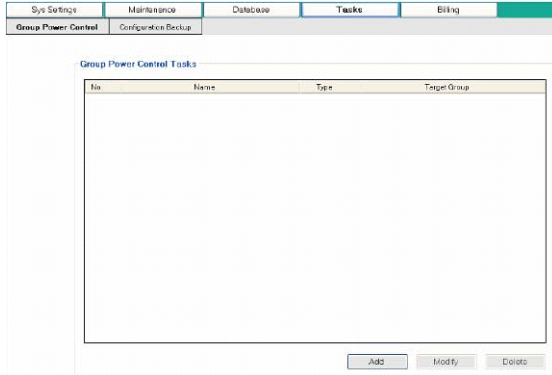 Sys Settings Maintenance Database Tasks Billing
Group Power Control Configuration Backup
Group Power Control Tasks
No Name Type Target Group
Add Modify Delete